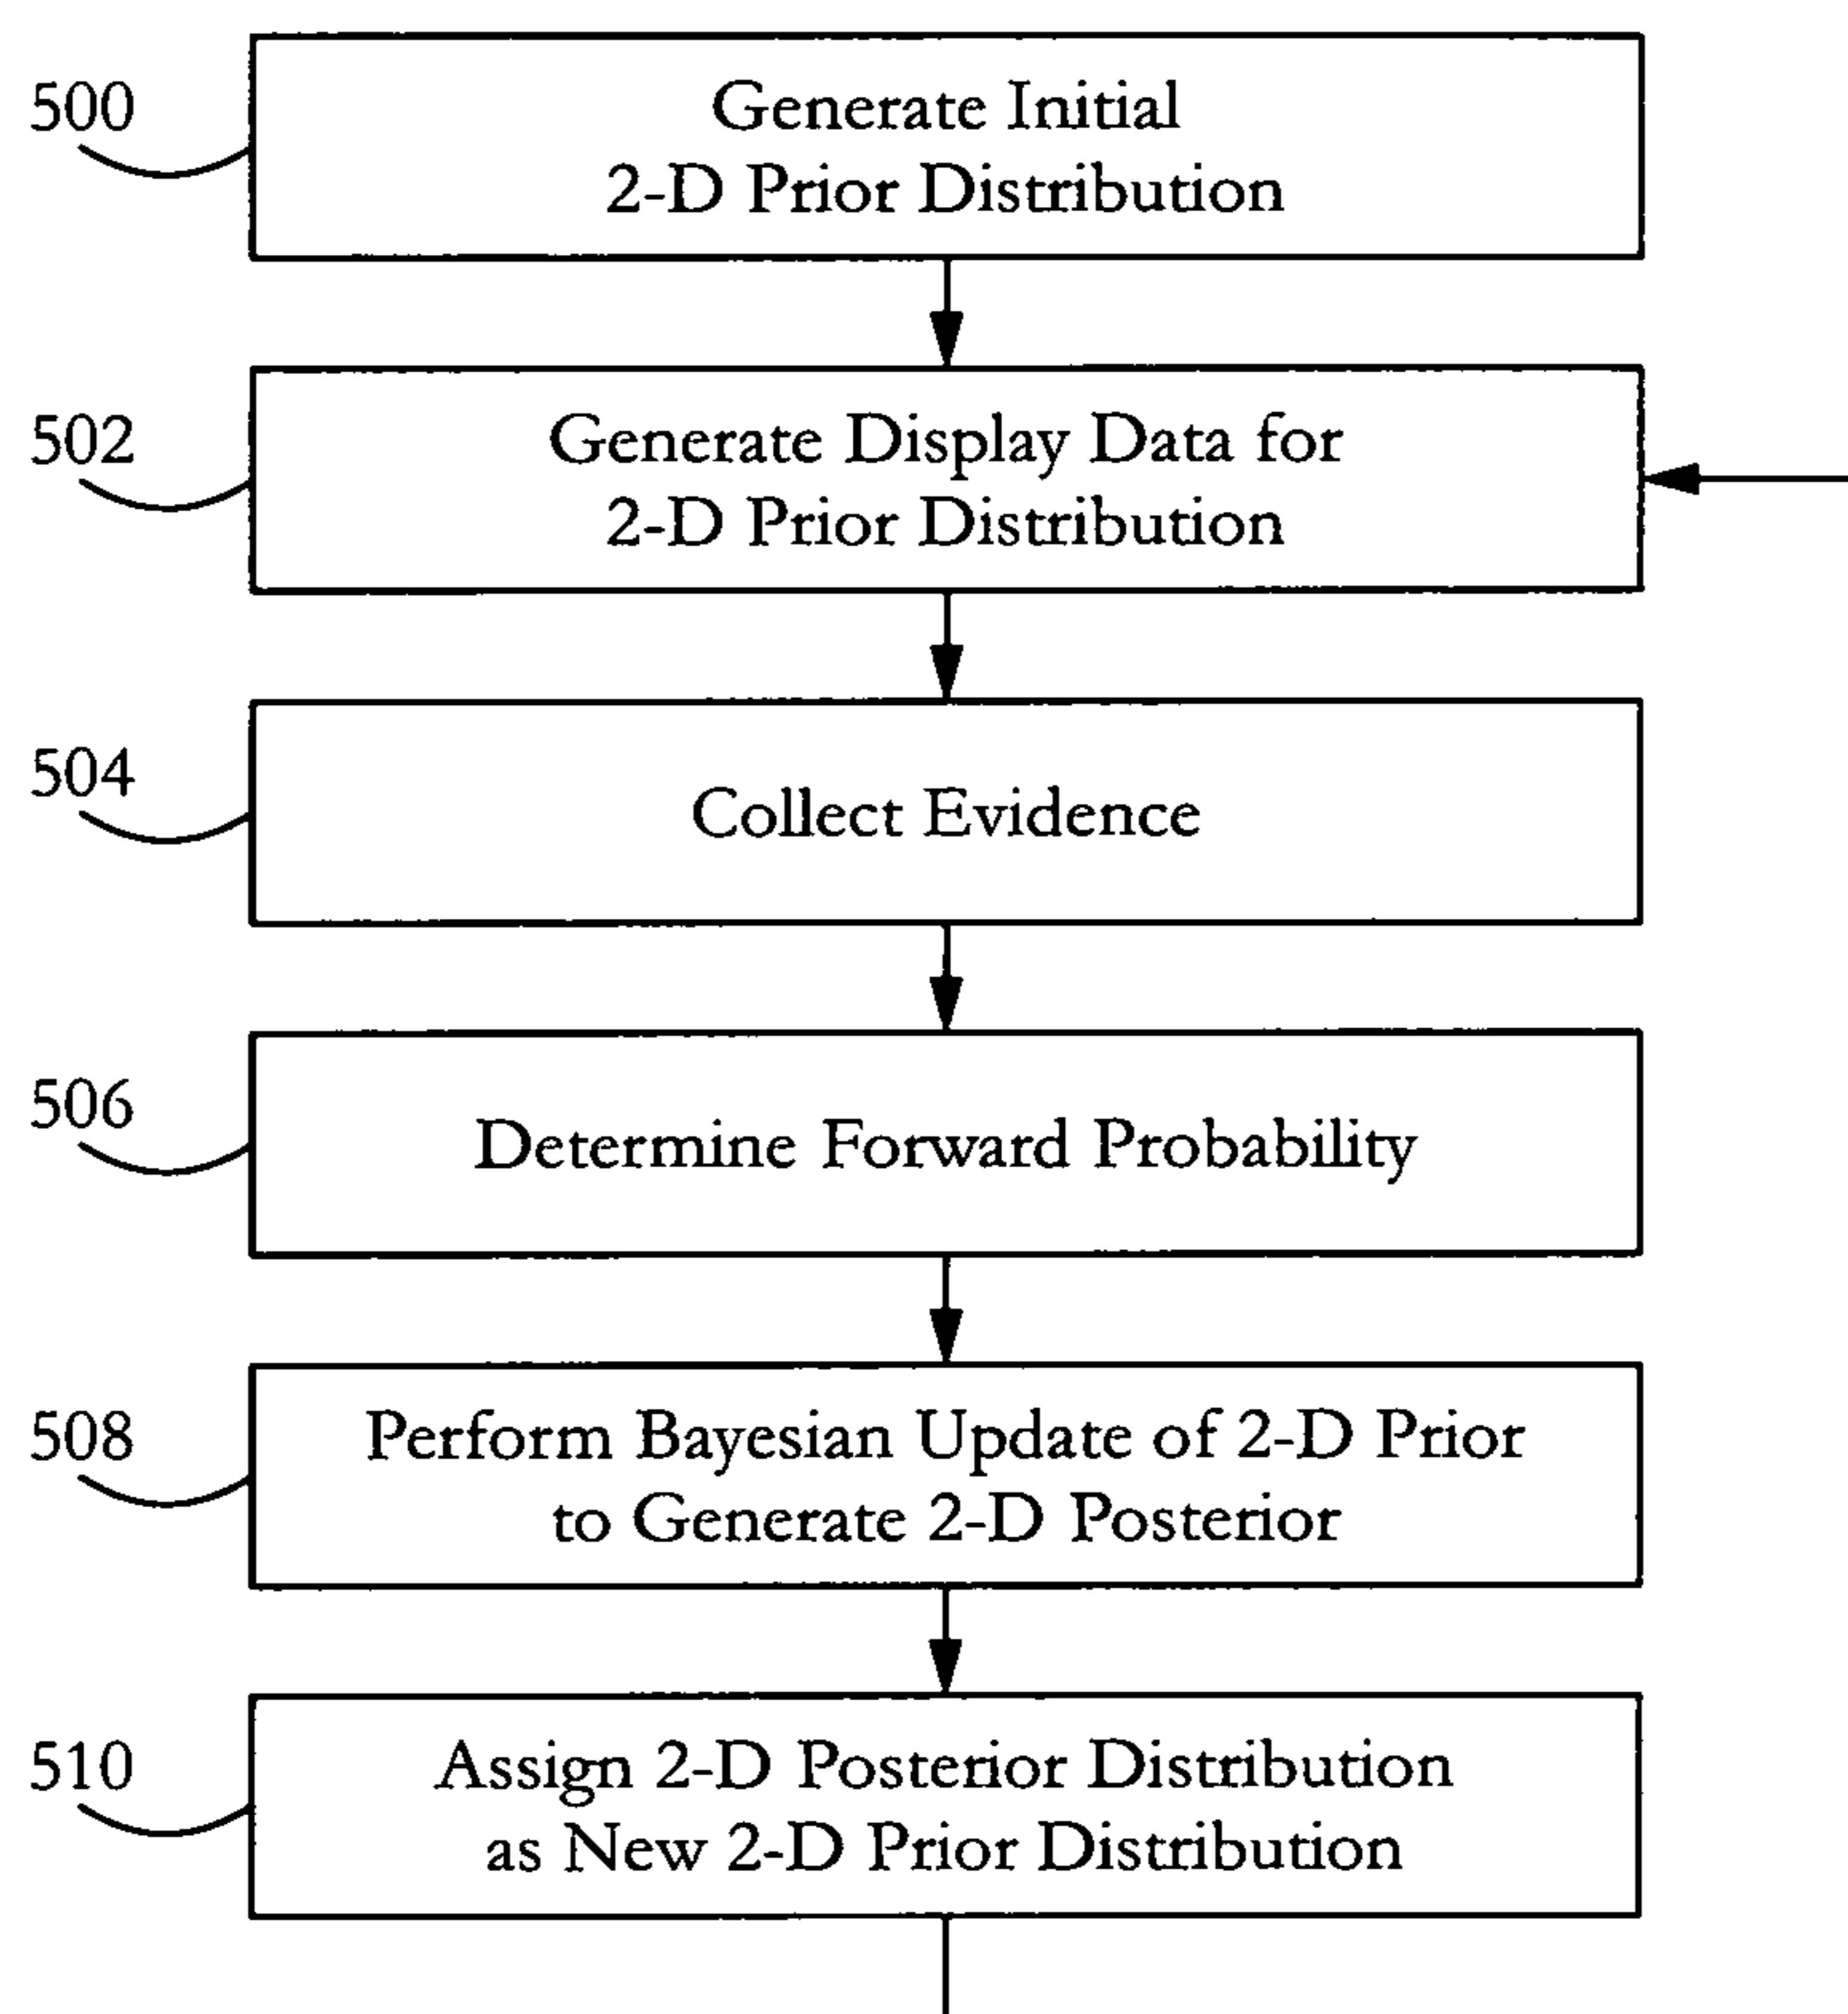 500
Generate Initial
2-D Prior Distribution
502
Generate Display Data for
2-D Prior Distribution
504
Collect Evidence
506
Determine Forward Probability
508
Perform Bayesian Update of 2-D Prior
to Generate 2-D Posterior
510
Assign 2-D Posterior Distribution
as New 2-D Prior Distribution